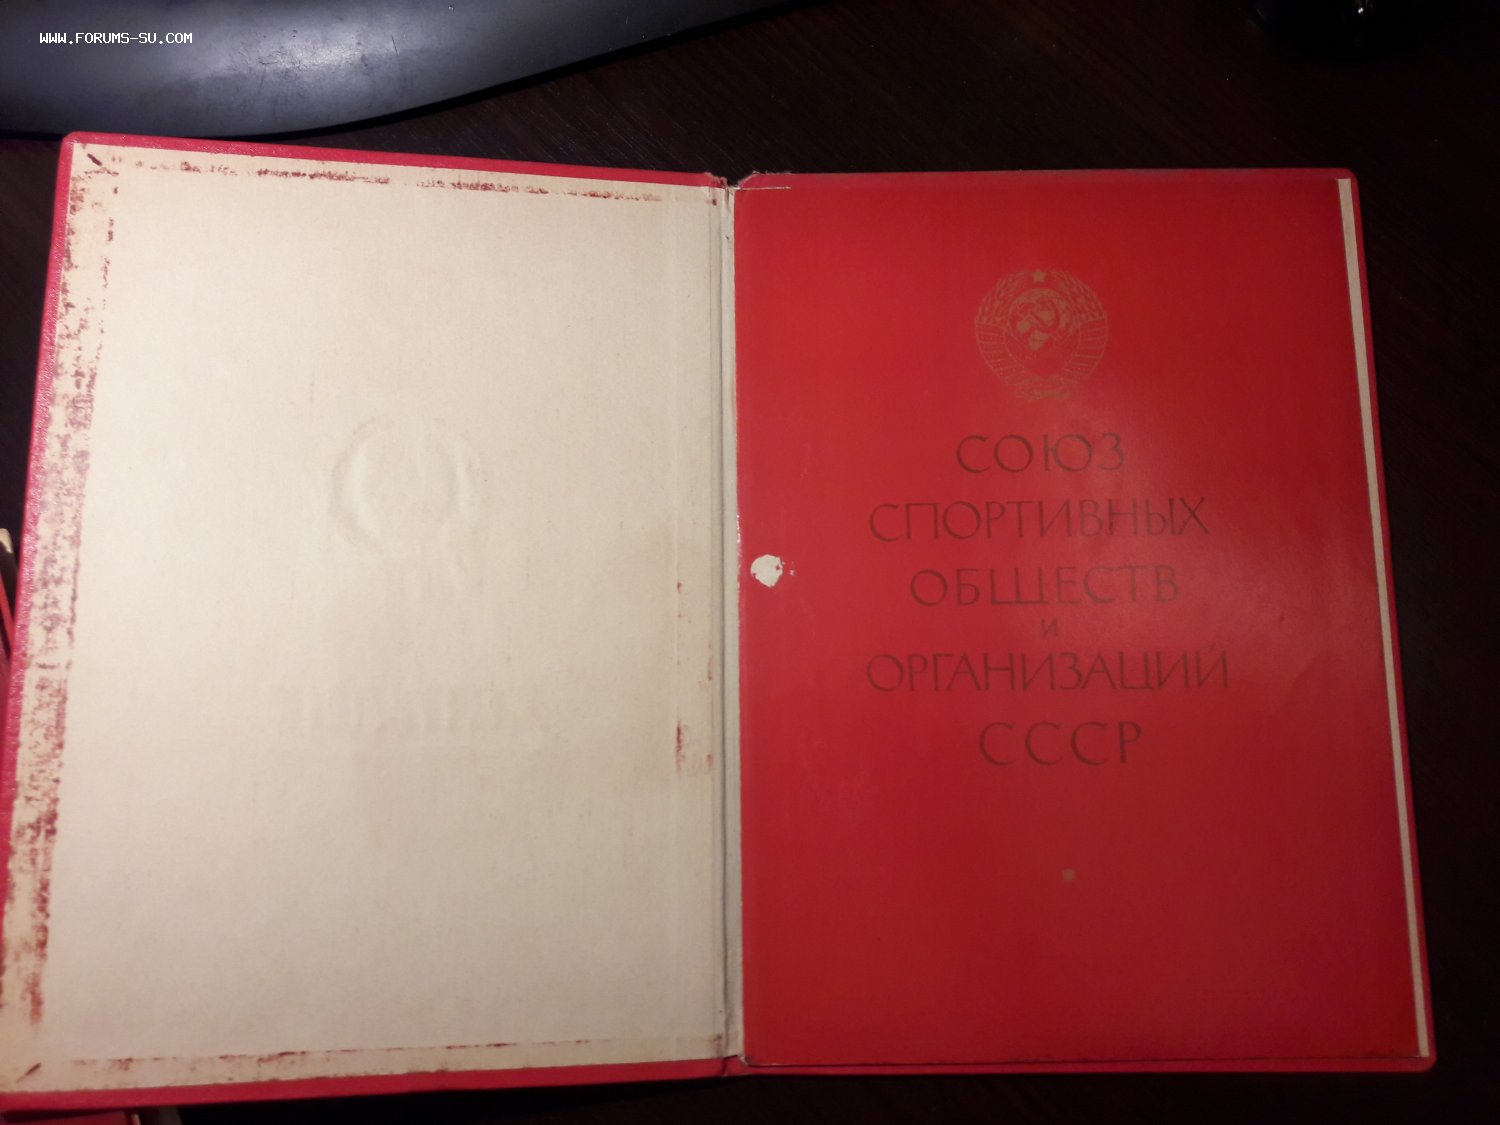 WWW.FORUMS-SU.COM
СОЮЗ
СПОРТИВНЫХ
ОБЩЕСТВ
И
ОРГАНИЗАЦИЙ
СССР